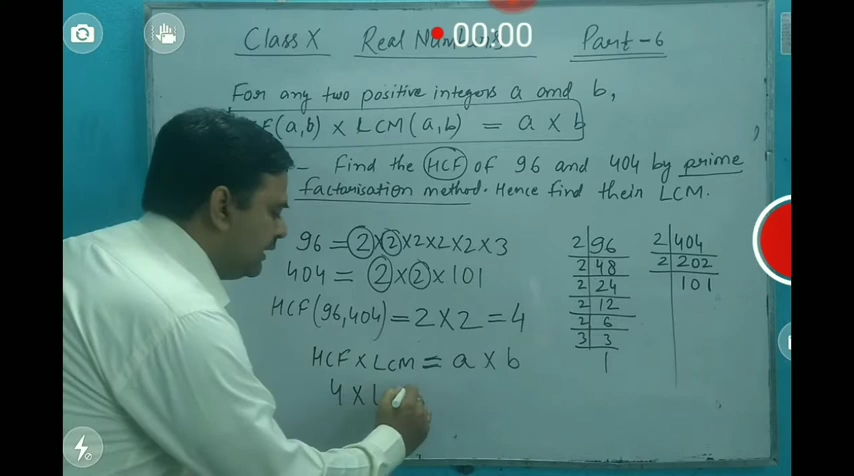 00:00
Class X Real Numbers Part-6
For any two positive integers a and b,
HCF(a,b) × LCM(a,b) = a × b
– Find the HCF of 96 and 404 by prime
factorisation method. Hence find their LCM.
96 = 2×2×2×2×2×3
404 = 2×2×101
HCF(96,404) = 2×2 = 4
HCF × LCM = a × b
4 × L
2 96
2 48
2 24
2 12
2 6
3 3
1
2 404
2 202
101